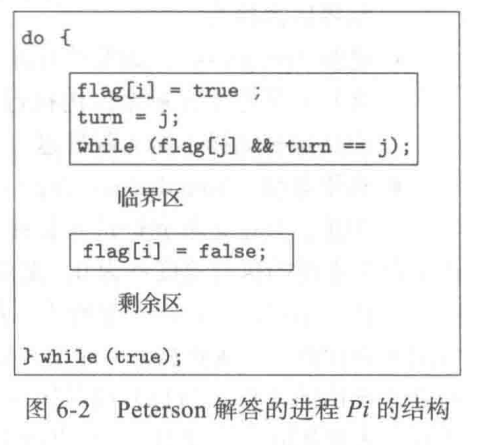 do {
flag[i] = true ;
turn = j;
while (flag[j] && turn == j);
临界区
flag[i] = false;
剩余区
} while (true);
图 6-2 Peterson 解答的进程 Pi 的结构